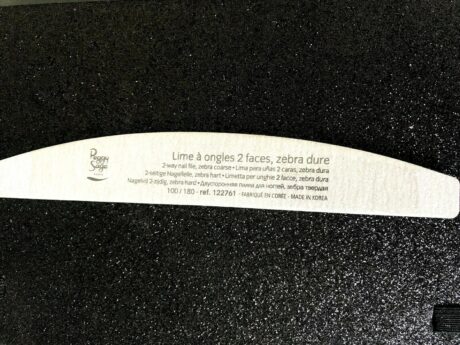 Peggy
Sage
Lime à ongles 2 faces, zebra dure
2-way nail file, zebra coarse • Lima para uñas 2 caras, zebra dura
2-seitige Nagelfeile, zebra hart • Limetta per unghie 2 facce, zebra dura
Nagelvijl 2-zijdig, zebra hard • Двусторонняя пилка для ногтей, зебра твердая
100 / 180 - ref. 122761 - FABRIQUÉ EN CORÉE - MADE IN KOREA